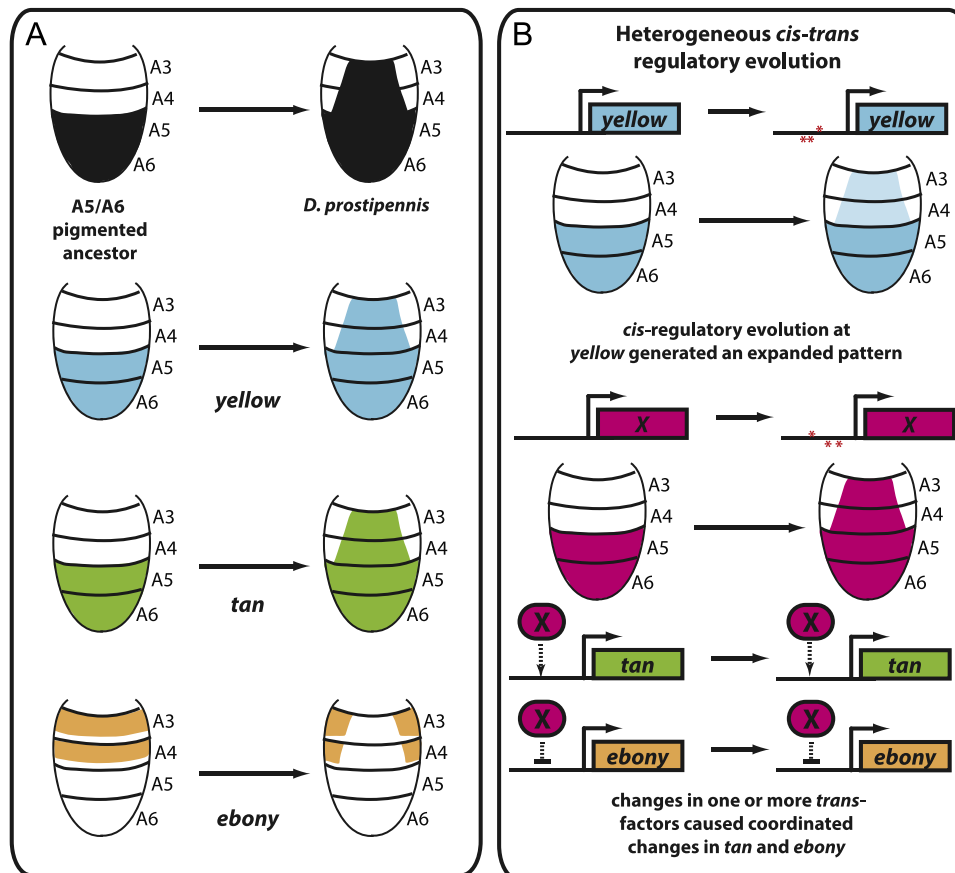 A
A3
A4
A5
A6
A3
A4
A5
A6
A5/A6
pigmented
ancestor
D. prostipennis
A3
A4
A5
A6
yellow
A3
A4
A5
A6
A3
A4
A5
A6
tan
A3
A4
A5
A6
A3
A4
A5
A6
ebony
A3
A4
A5
A6
B
Heterogeneous cis-trans
regulatory evolution
yellow
***
yellow
A3
A4
A5
A6
A3
A4
A5
A6
cis-regulatory evolution at
yellow generated an expanded pattern
X
* **
X
A3
A4
A5
A6
A3
A4
A5
A6
X
tan
X
tan
X
ebony
X
ebony
changes in one or more trans-
factors caused coordinated
changes in tan and ebony